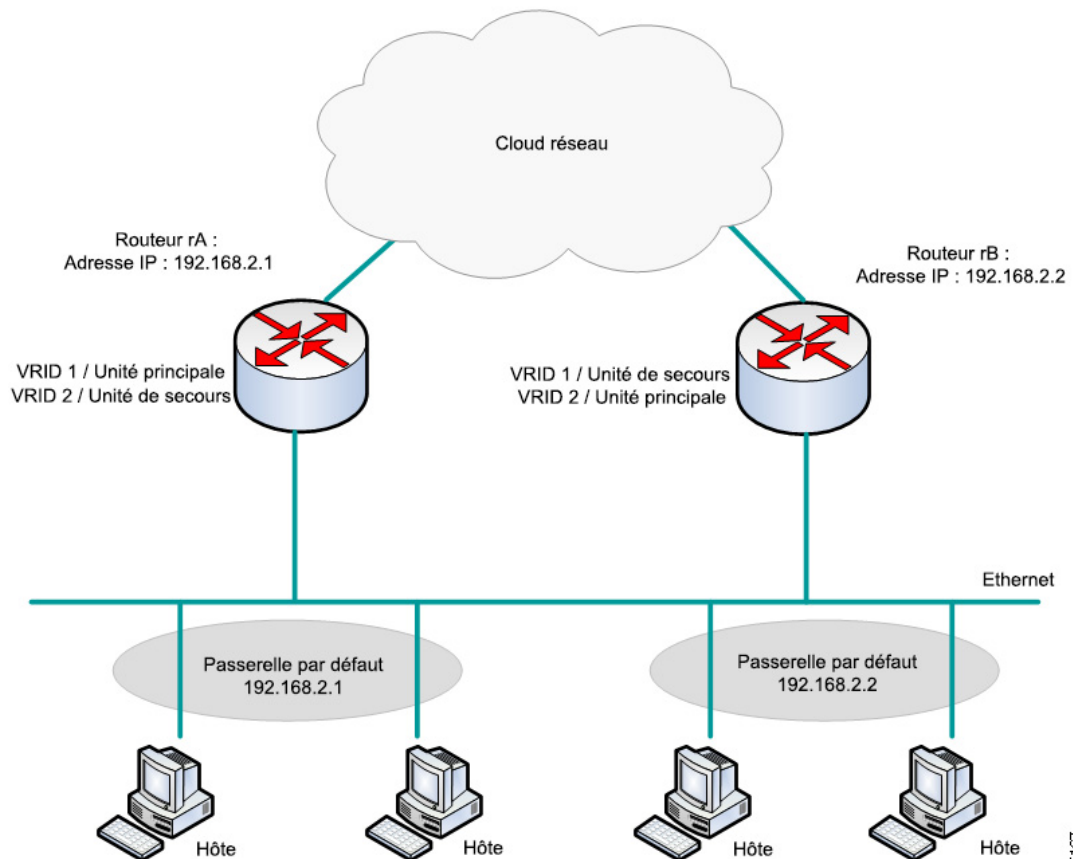 Cloud réseau
Routeur rA :
Adresse IP : 192.168.2.1
Routeur rB :
Adresse IP : 192.168.2.2
VRID 1 / Unité principale
VRID 2 / Unité de secours
VRID 1 / Unité de secours
VRID 2 / Unité principale
Ethernet
Passerelle par défaut
192.168.2.1
Passerelle par défaut
192.168.2.2
Hôte
Hôte
Hôte
Hôte